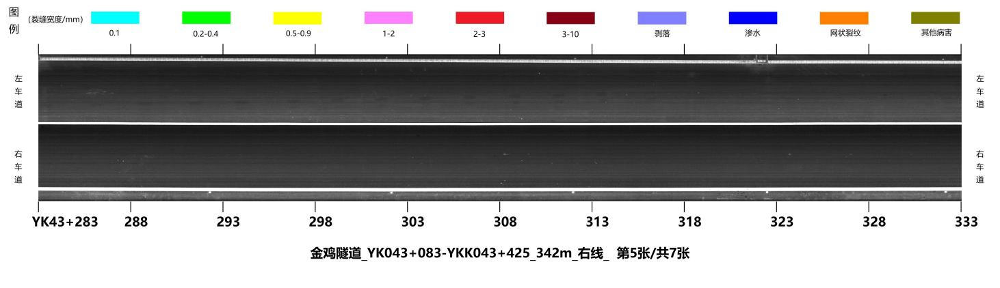 图例
(裂缝宽度/mm)
0.1
0.2-0.4
0.5-0.9
1-2
2-3
3-10
剥落
渗水
网状裂纹
其他病害
左车道
左车道
右车道
右车道
YK43+283 288 293 298 303 308 313 318 323 328 333
金鸡隧道_YK043+083-YKK043+425_342m_右线_ 第5张/共7张